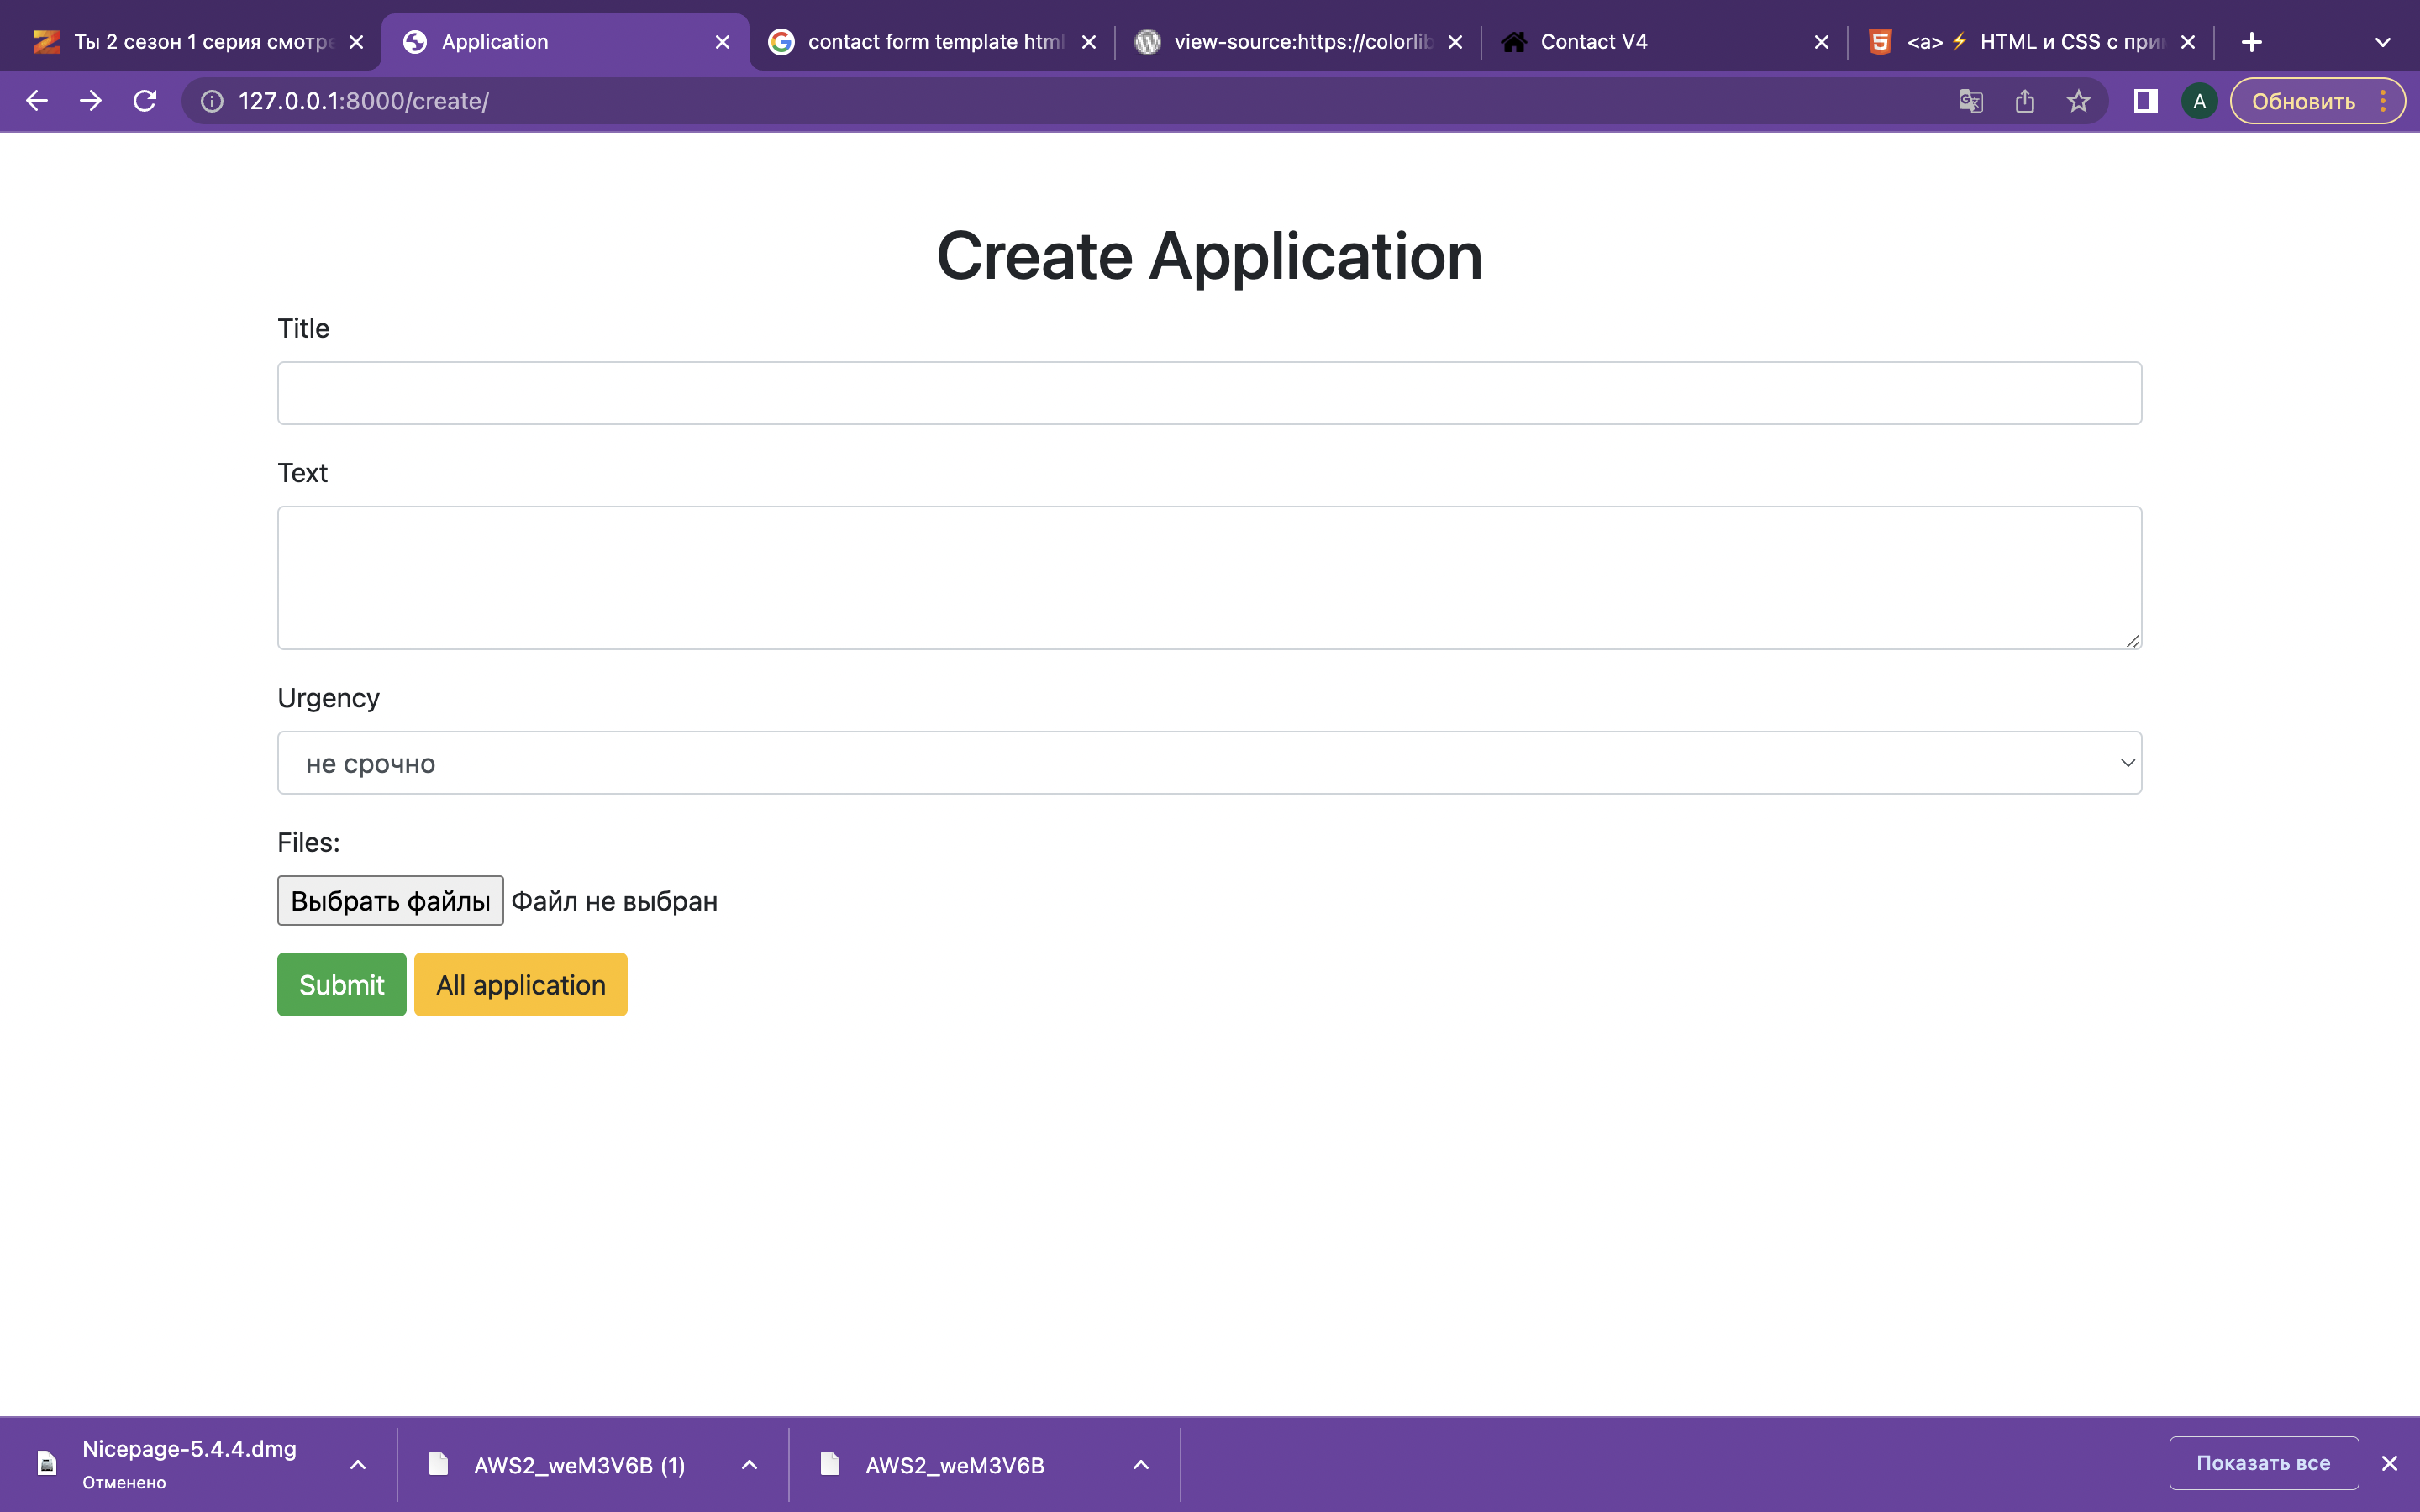 Ты 2 сезон 1 серия смотре
Application
contact form template html
view-source:https://colorlib
Contact V4
<a> ⚡ HTML и CSS с при
127.0.0.1:8000/create/
A
Обновить
Create Application
Title
Text
Urgency
не срочно
Files:
Выбрать файлы Файл не выбран
Submit
All application
Nicepage-5.4.4.dmg
Отменено
AWS2_weM3V6B (1)
AWS2_weM3V6B
Показать все